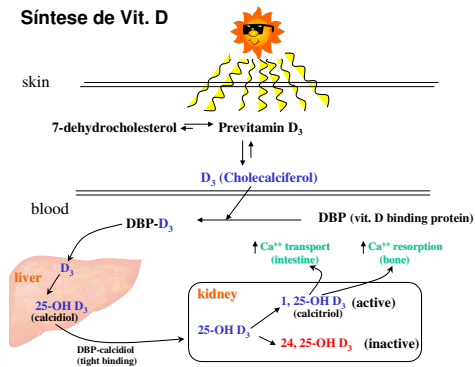 Síntese de Vit. D
skin
7-dehydrocholesterol Previtamin D₃
D₃ (Cholecalciferol)
blood
DBP-D₃ DBP (vit. D binding protein)
Ca⁺⁺ transport
(intestine)
Ca⁺⁺ resorption
(bone)
liver
D₃
25-OH D₃
(calcidiol)
DBP-calcidiol
(tight binding)
kidney
1, 25-OH D₃ (active)
(calcitriol)
25-OH D₃
24, 25-OH D₃ (inactive)